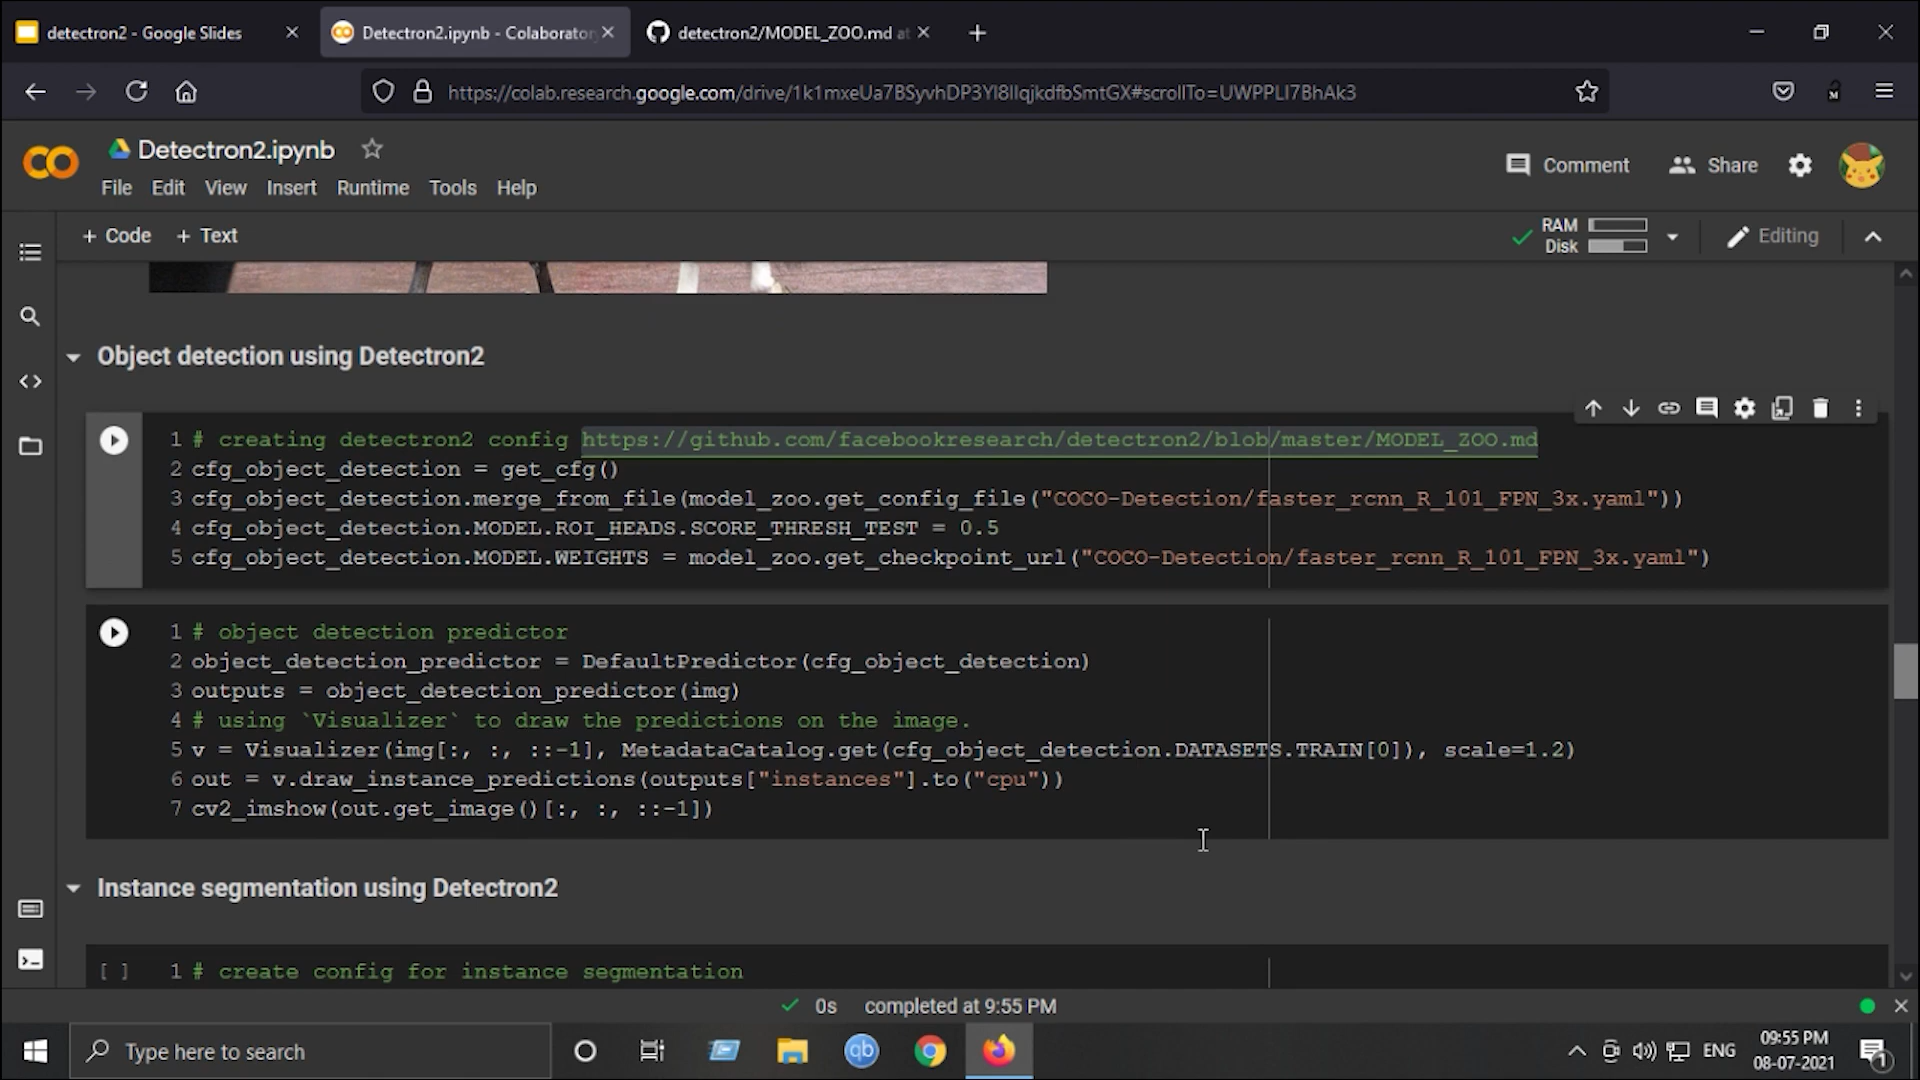 detectron2 - Google Slides
Detectron2.ipynb - Colaborator
detectron2/MODEL_ZOO.md at
https://colab.research.google.com/drive/1k1mxeUa7BSyvhDP3Yl8IlqjkdfbSmtGX#scrollTo=UWPPLI7BhAk3
Detectron2.ipynb
Comment
Share
File Edit View Insert Runtime Tools Help
+ Code + Text
RAM
Disk
Editing
Object detection using Detectron2
1 # creating detectron2 config https://github.com/facebookresearch/detectron2/blob/master/MODEL_ZOO.md
2 cfg_object_detection = get_cfg()
3 cfg_object_detection.merge_from_file(model_zoo.get_config_file("COCO-Detection/faster_rcnn_R_101_FPN_3x.yaml"))
4 cfg_object_detection.MODEL.ROI_HEADS.SCORE_THRESH_TEST = 0.5
5 cfg_object_detection.MODEL.WEIGHTS = model_zoo.get_checkpoint_url("COCO-Detection/faster_rcnn_R_101_FPN_3x.yaml")
1 # object detection predictor
2 object_detection_predictor = DefaultPredictor(cfg_object_detection)
3 outputs = object_detection_predictor(img)
4 # using `Visualizer` to draw the predictions on the image.
5 v = Visualizer(img[:, :, ::-1], MetadataCatalog.get(cfg_object_detection.DATASETS.TRAIN[0]), scale=1.2)
6 out = v.draw_instance_predictions(outputs["instances"].to("cpu"))
7 cv2_imshow(out.get_image()[:, :, ::-1])
Instance segmentation using Detectron2
[ ] 1 # create config for instance segmentation
0s completed at 9:55 PM
Type here to search
qb
ENG
09:55 PM
08-07-2021
1